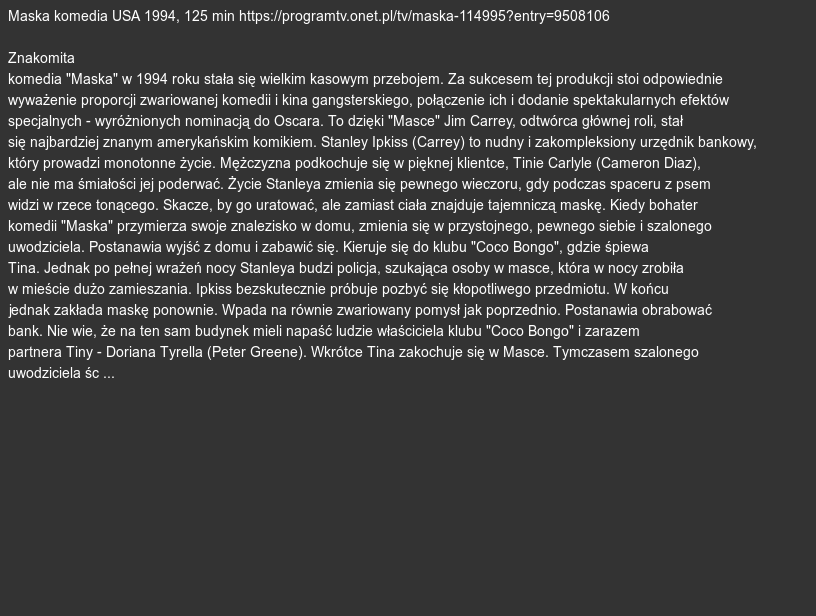 Maska komedia USA 1994, 125 min https://programtv.onet.pl/tv/maska-114995?entry=9508106
Znakomita
komedia "Maska" w 1994 roku stała się wielkim kasowym przebojem. Za sukcesem tej produkcji stoi odpowiednie
wyważenie proporcji zwariowanej komedii i kina gangsterskiego, połączenie ich i dodanie spektakularnych efektów
specjalnych - wyróżnionych nominacją do Oscara. To dzięki "Masce" Jim Carrey, odtwórca głównej roli, stał
się najbardziej znanym amerykańskim komikiem. Stanley Ipkiss (Carrey) to nudny i zakompleksiony urzędnik bankowy,
który prowadzi monotonne życie. Mężczyzna podkochuje się w pięknej klientce, Tinie Carlyle (Cameron Diaz),
ale nie ma śmiałości jej poderwać. Życie Stanleya zmienia się pewnego wieczoru, gdy podczas spaceru z psem
widzi w rzece tonącego. Skacze, by go uratować, ale zamiast ciała znajduje tajemniczą maskę. Kiedy bohater
komedii "Maska" przymierza swoje znalezisko w domu, zmienia się w przystojnego, pewnego siebie i szalonego
uwodziciela. Postanawia wyjść z domu i zabawić się. Kieruje się do klubu "Coco Bongo", gdzie śpiewa
Tina. Jednak po pełnej wrażeń nocy Stanleya budzi policja, szukająca osoby w masce, która w nocy zrobiła
w mieście dużo zamieszania. Ipkiss bezskutecznie próbuje pozbyć się kłopotliwego przedmiotu. W końcu
jednak zakłada maskę ponownie. Wpada na równie zwariowany pomysł jak poprzednio. Postanawia obrabować
bank. Nie wie, że na ten sam budynek mieli napaść ludzie właściciela klubu "Coco Bongo" i zarazem
partnera Tiny - Doriana Tyrella (Peter Greene). Wkrótce Tina zakochuje się w Masce. Tymczasem szalonego
uwodziciela śc ...